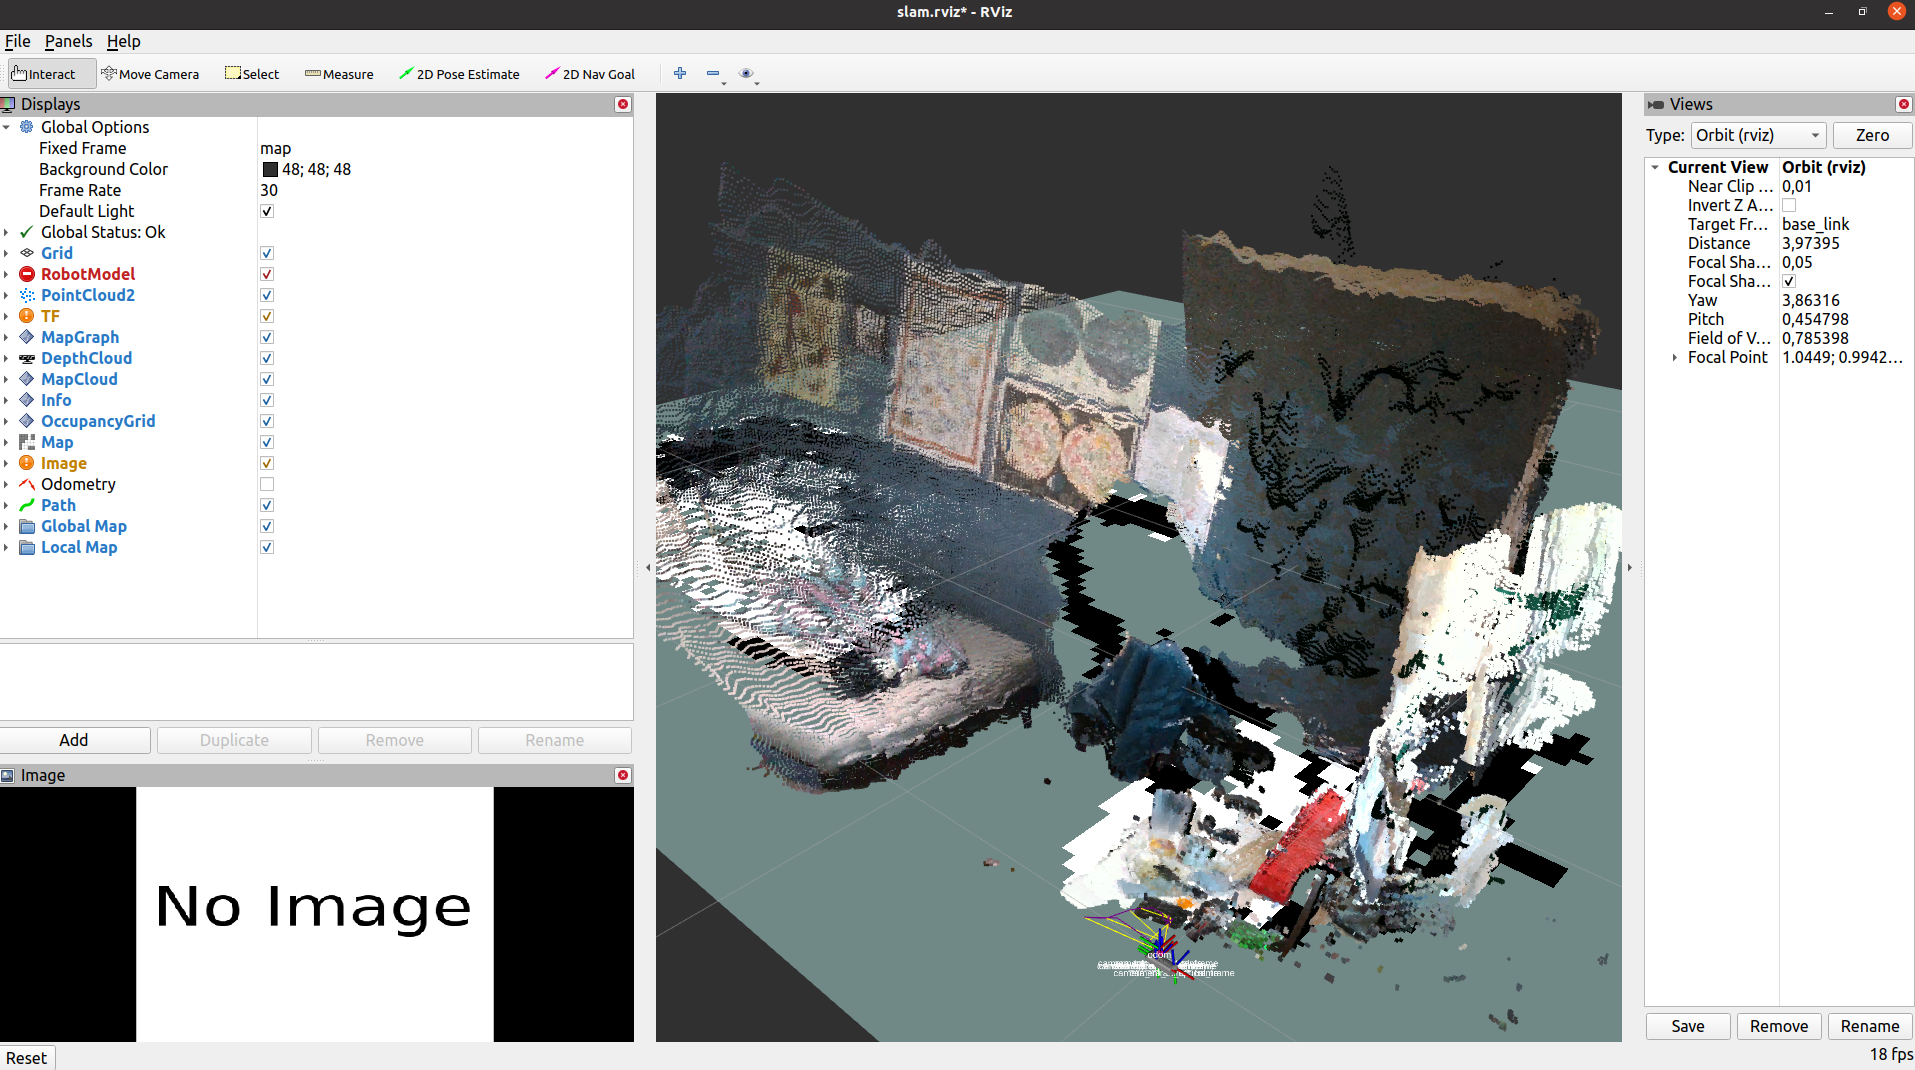 slam.rviz* - RViz
File Panels Help
Interact Move Camera Select Measure 2D Pose Estimate 2D Nav Goal
Displays
Global Options
Fixed Frame map
Background Color 48; 48; 48
Frame Rate 30
Default Light
Global Status: Ok
Grid
RobotModel
PointCloud2
TF
MapGraph
DepthCloud
MapCloud
Info
OccupancyGrid
Map
Image
Odometry
Path
Global Map
Local Map
Add Duplicate Remove Rename
Image
No Image
Reset
odom
Views
Type: Orbit (rviz) Zero
Current View Orbit (rviz)
Near Clip ... 0,01
Invert Z A...
Target Fr... base_link
Distance 3,97395
Focal Sha... 0,05
Focal Sha...
Yaw 3,86316
Pitch 0,454798
Field of V... 0,785398
Focal Point 1.0449; 0.9942...
Save Remove Rename
18 fps